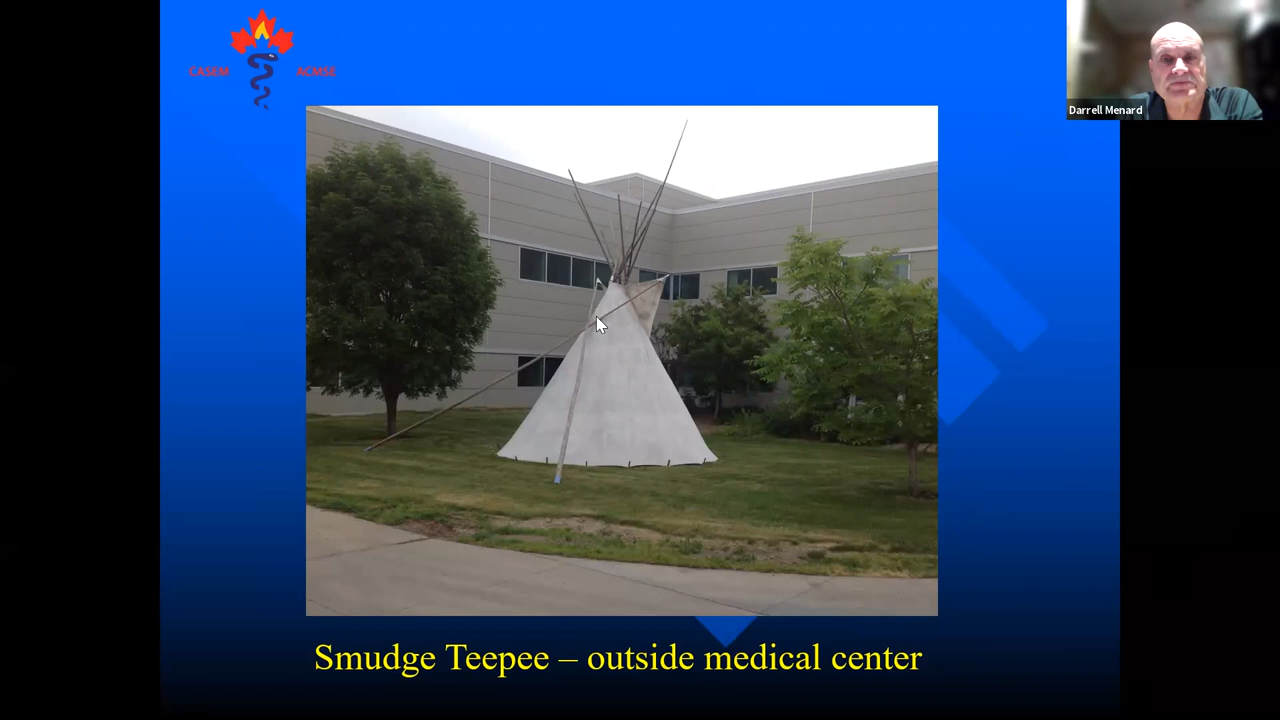 CASEM ACMSE
Darrell Menard
Smudge Teepee – outside medical center